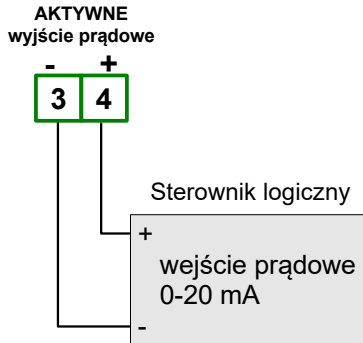 AKTYWNE
wyjście prądowe
- +
3 4
Sterownik logiczny
+
wejście prądowe
0-20 mA
-